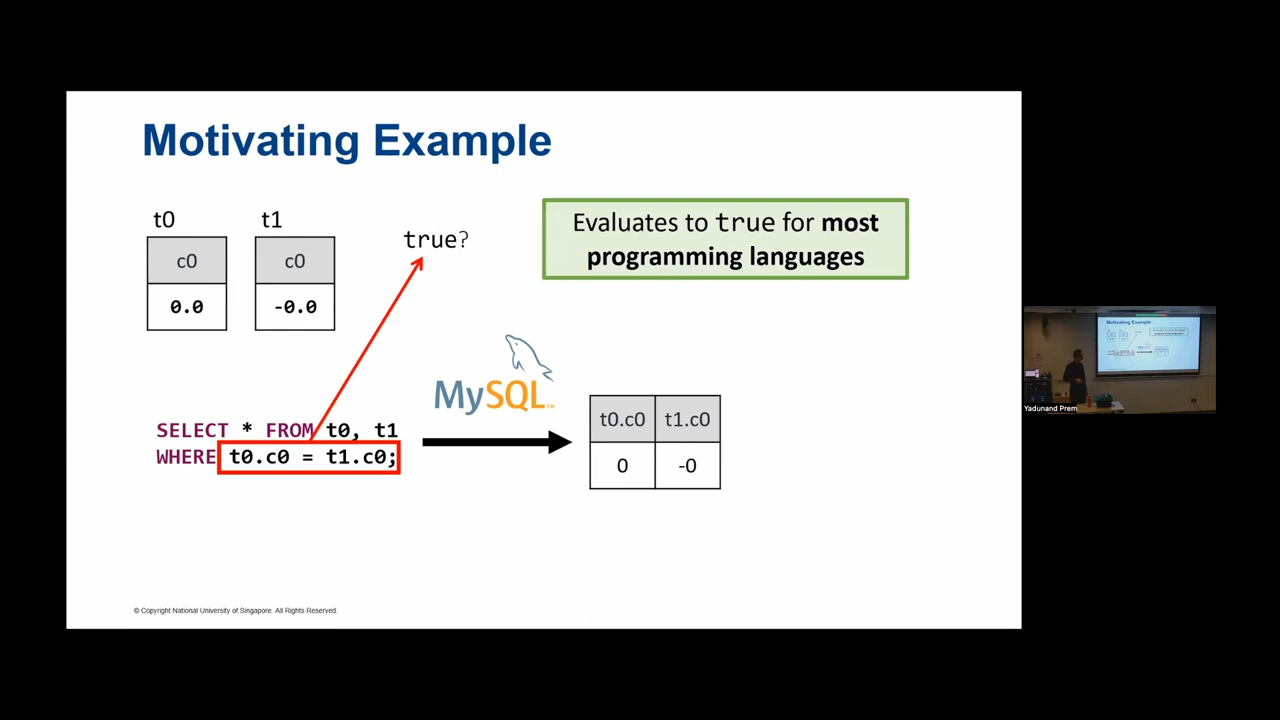 Motivating Example
t0
t1
c0
c0
0.0
-0.0
true?
Evaluates to true for most
programming languages
MySQL™
SELECT * FROM t0, t1
WHERE t0.c0 = t1.c0;
t0.c0
t1.c0
0
-0
© Copyright National University of Singapore. All Rights Reserved.
Motivating Example
Yadunand Prem